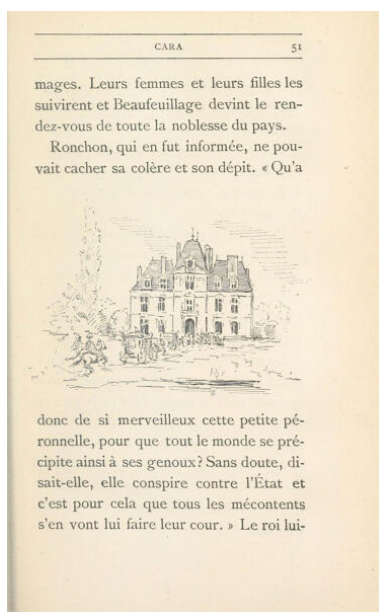 CARA 51
mages. Leurs femmes et leurs filles les
suivirent et Beaufeuillage devint le ren-
dez-vous de toute la noblesse du pays.
Ronchon, qui en fut informée, ne pou-
vait cacher sa colère et son dépit. « Qu'a
donc de si merveilleux cette petite pé-
ronnelle, pour que tout le monde se pré-
cipite ainsi à ses genoux? Sans doute, di-
sait-elle, elle conspire contre l'État et
c'est pour cela que tous les mécontents
s'en vont lui faire leur cour. » Le roi lui-